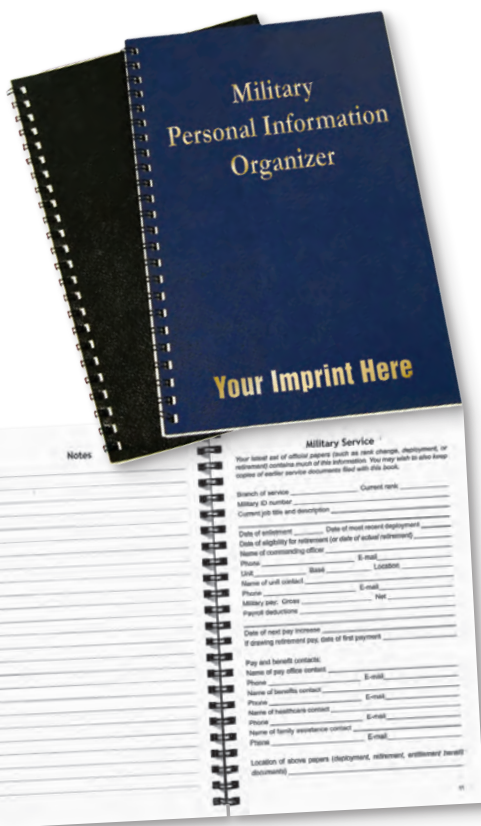 Military
Personal Information
Organizer
Your Imprint Here
Notes
Military Service
Your latest set of official papers (such as rank change, deployment, or
retirement) contains much of this information. You may wish to also keep
copies of earlier service documents filed with this book.
Branch of service Current rank
Military ID number
Current job title and description
Date of enlistment Date of most recent deployment
Date of eligibility for retirement (or date of actual retirement)
Name of commanding officer
Phone E-mail
Unit Base Location
Name of unit contact
Phone E-mail
Military pay: Gross Net
Payroll deductions
Date of next pay increase
If drawing retirement pay, date of first payment
Pay and benefit contacts:
Name of pay office contact
Phone E-mail
Name of benefits contact
Phone E-mail
Name of healthcare contact
Phone E-mail
Name of family assistance contact
Phone E-mail
Location of above papers (deployment, retirement, entitlement benefit
documents)